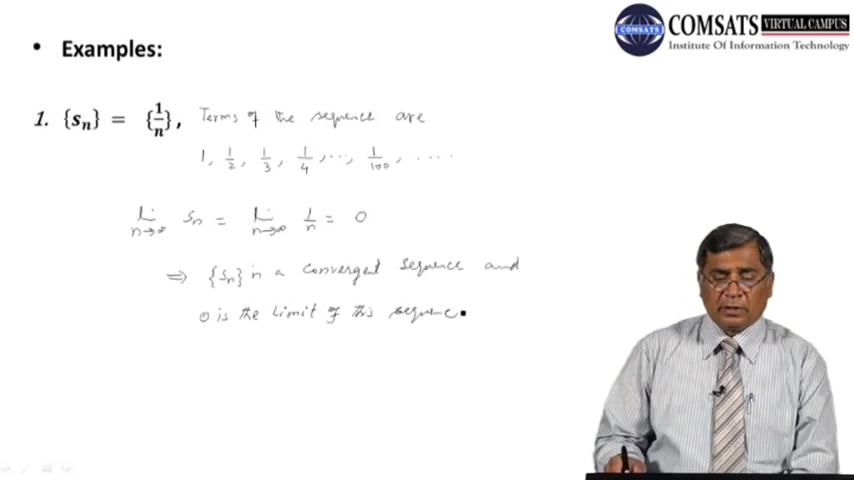 COMSATS VIRTUAL CAMPUS
Institute Of Information Technology
COMSATS
• Examples:
1. {sₙ} = {1/n}, Terms of the sequence are
1, 1/2, 1/3, 1/4, ..., 1/100, ....
lim n→∞ sₙ = lim n→∞ 1/n = 0
⇒ {sₙ} is a convergent sequence and
0 is the limit of this sequenc